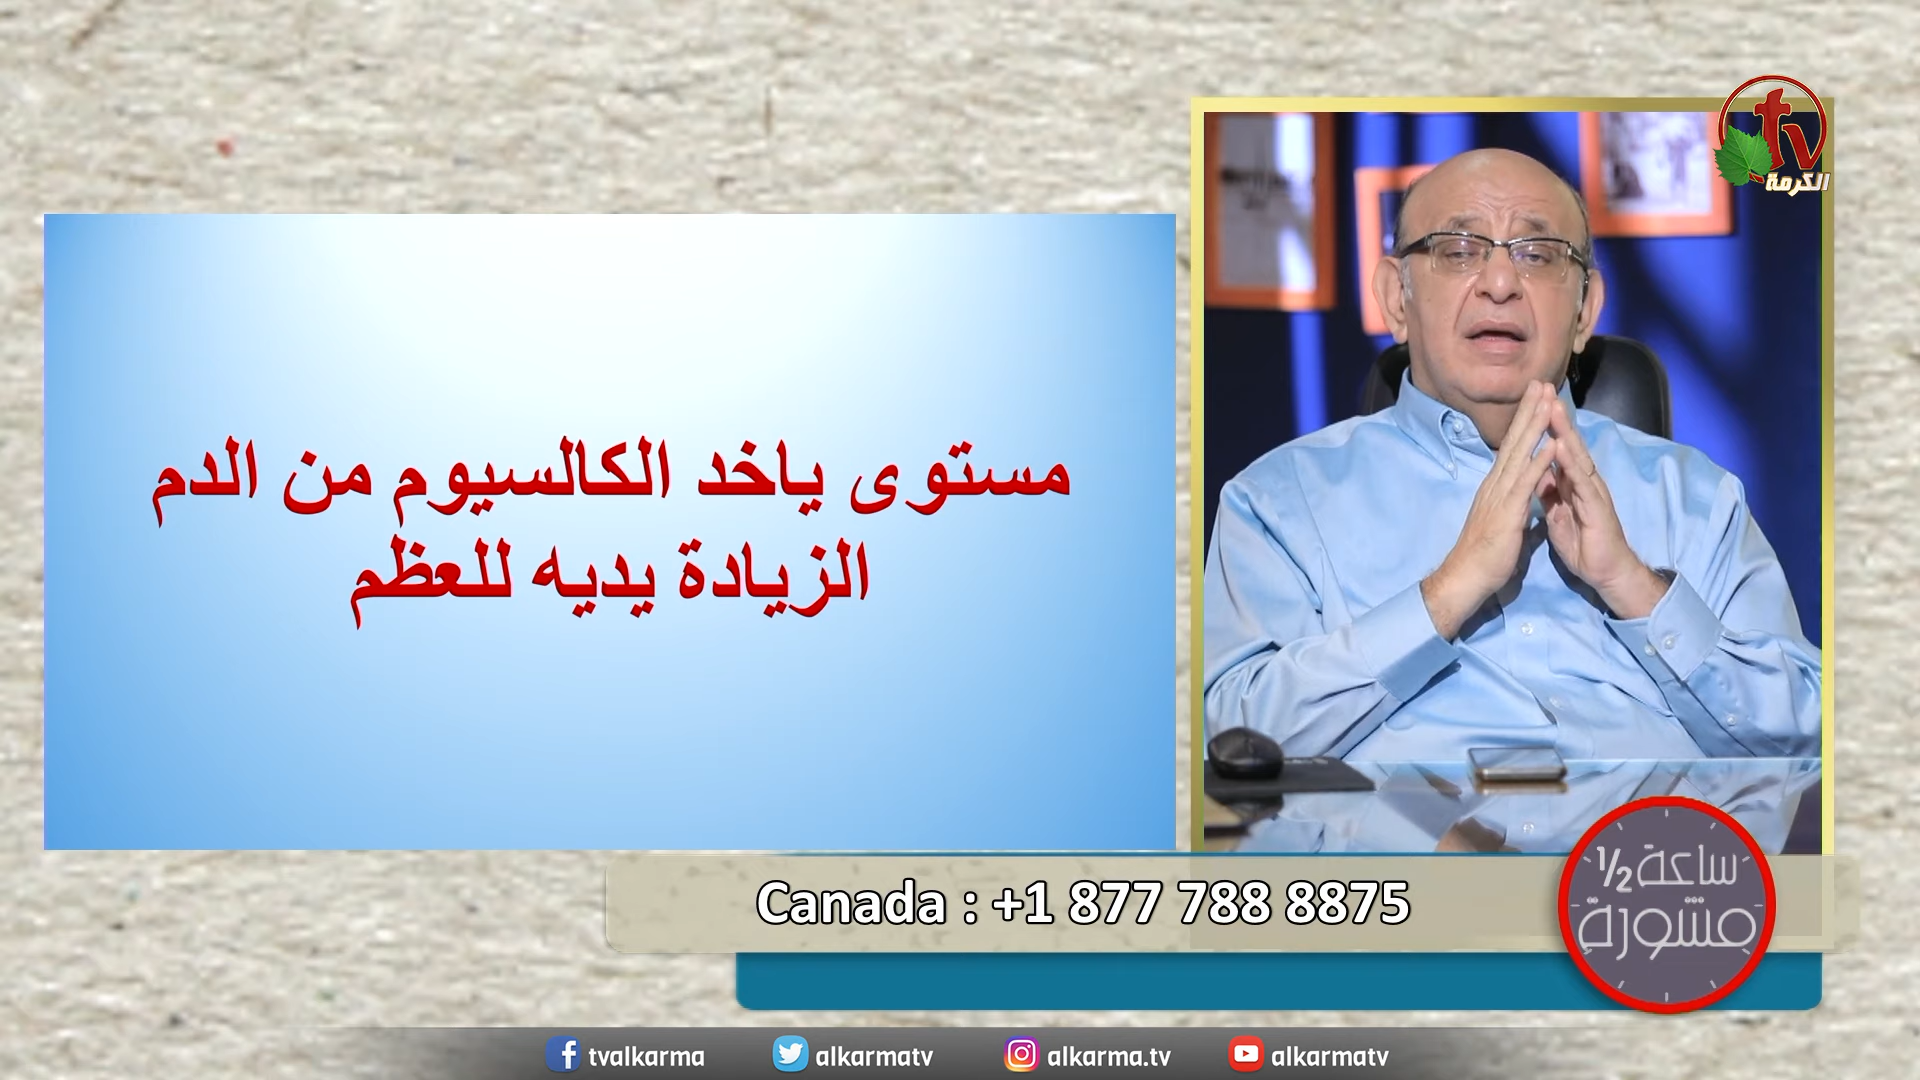 tv
الكرمة
مستوى ياخد الكالسيوم من الدم
الزيادة يديه للعظم
Canada : +1 877 788 8875
½ ساعة
مشورة
tvalkarma
alkarmatv
alkarma.tv
alkarmatv